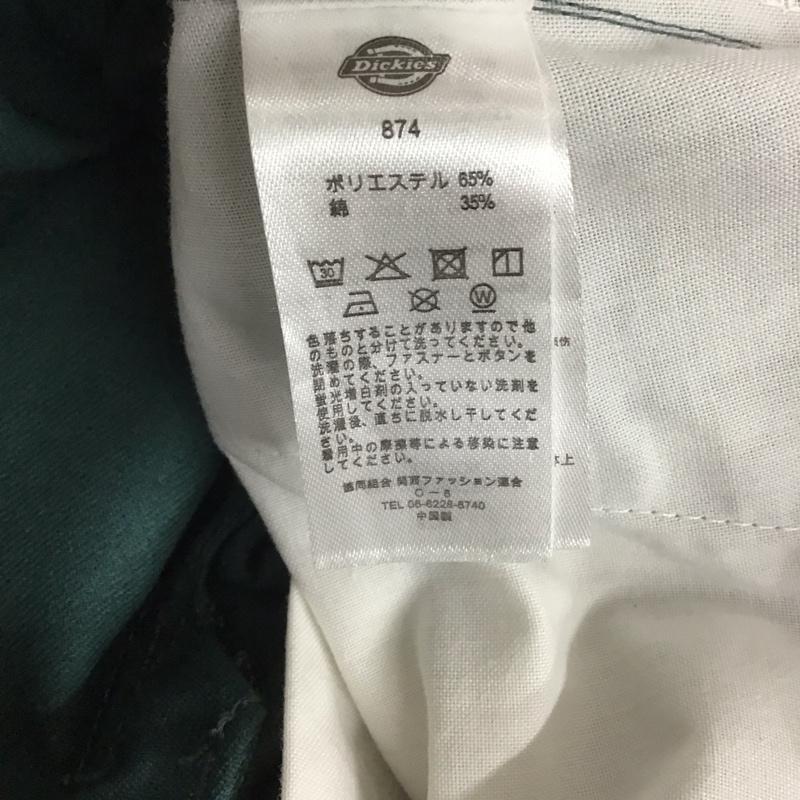 Dickies
874
ポリエステル 65%
綿 35%
30
W
色落ちすることがありますので他
のものと分けて洗ってください。
洗濯の際、ファスナーとボタンを
閉めてください。
蛍光増白剤の入っていない洗剤を
使用してください。
洗濯後、直ちに脱水し干してくだ
さい。
着用中の摩擦等による移染に注意
してください。
協同組合 関西ファッション連合
O-6
TEL 06-6228-6740
中国製
上